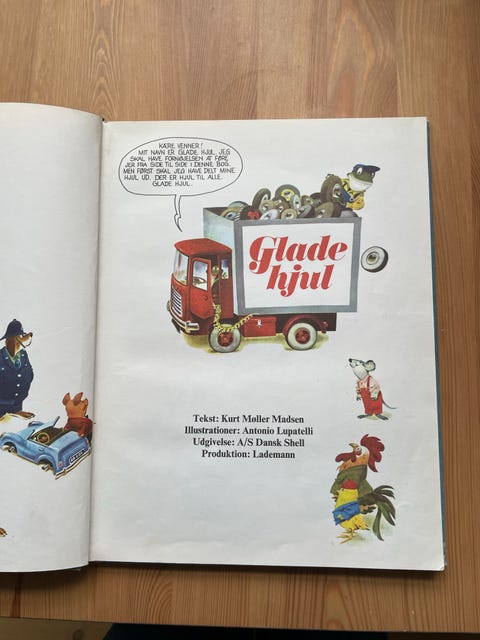 KÆRE VENNER!
MIT NAVN ER GLADE HJUL. JEG
SKAL HAVE FORNØJELSEN AT FØRE
JER FRA SIDE TIL SIDE I DENNE BOG.
MEN FØRST SKAL JEG HAVE DELT MINE
HJUL UD. DER ER HJUL TIL ALLE.
GLADE HJUL.
Glade
hjul
Tekst: Kurt Møller Madsen
Illustrationer: Antonio Lupatelli
Udgivelse: A/S Dansk Shell
Produktion: Lademann